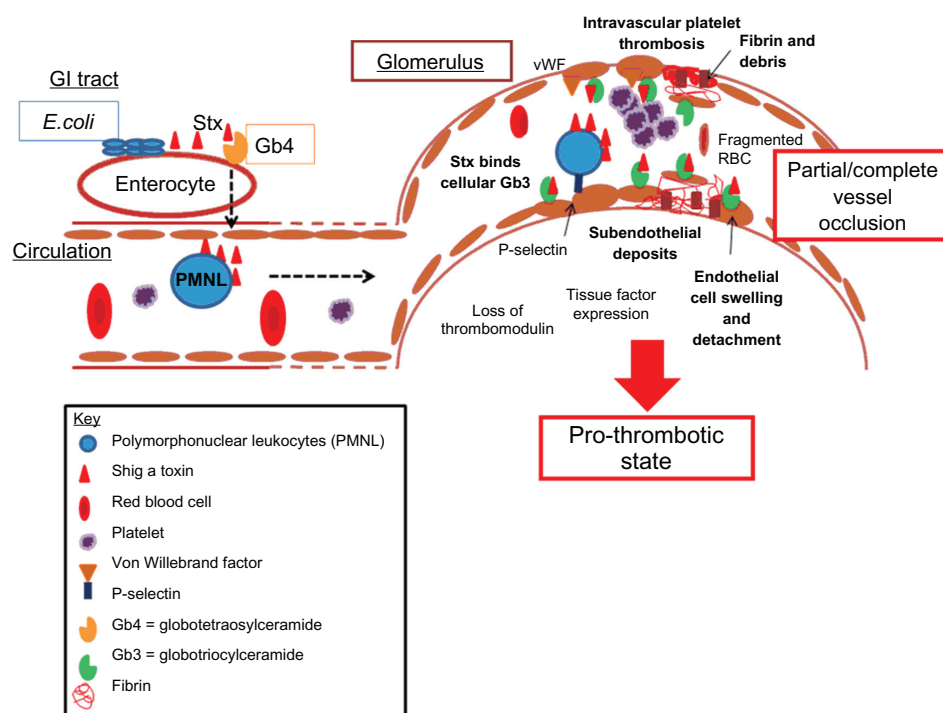 GI tract
E.coli
Stx
Gb4
Enterocyte
Circulation
PMNL
Glomerulus
Intravascular platelet
thrombosis
vWF
Fibrin and
debris
Stx binds
cellular Gb3
Fragmented
RBC
Partial/complete
vessel
occlusion
P-selectin
Subendothelial
deposits
Endothelial
cell swelling
and
detachment
Loss of
thrombomodulin
Tissue factor
expression
Pro-thrombotic
state
Key
Polymorphonuclear leukocytes (PMNL)
Shig a toxin
Red blood cell
Platelet
Von Willebrand factor
P-selectin
Gb4 = globotetraosylceramide
Gb3 = globotriocylceramide
Fibrin